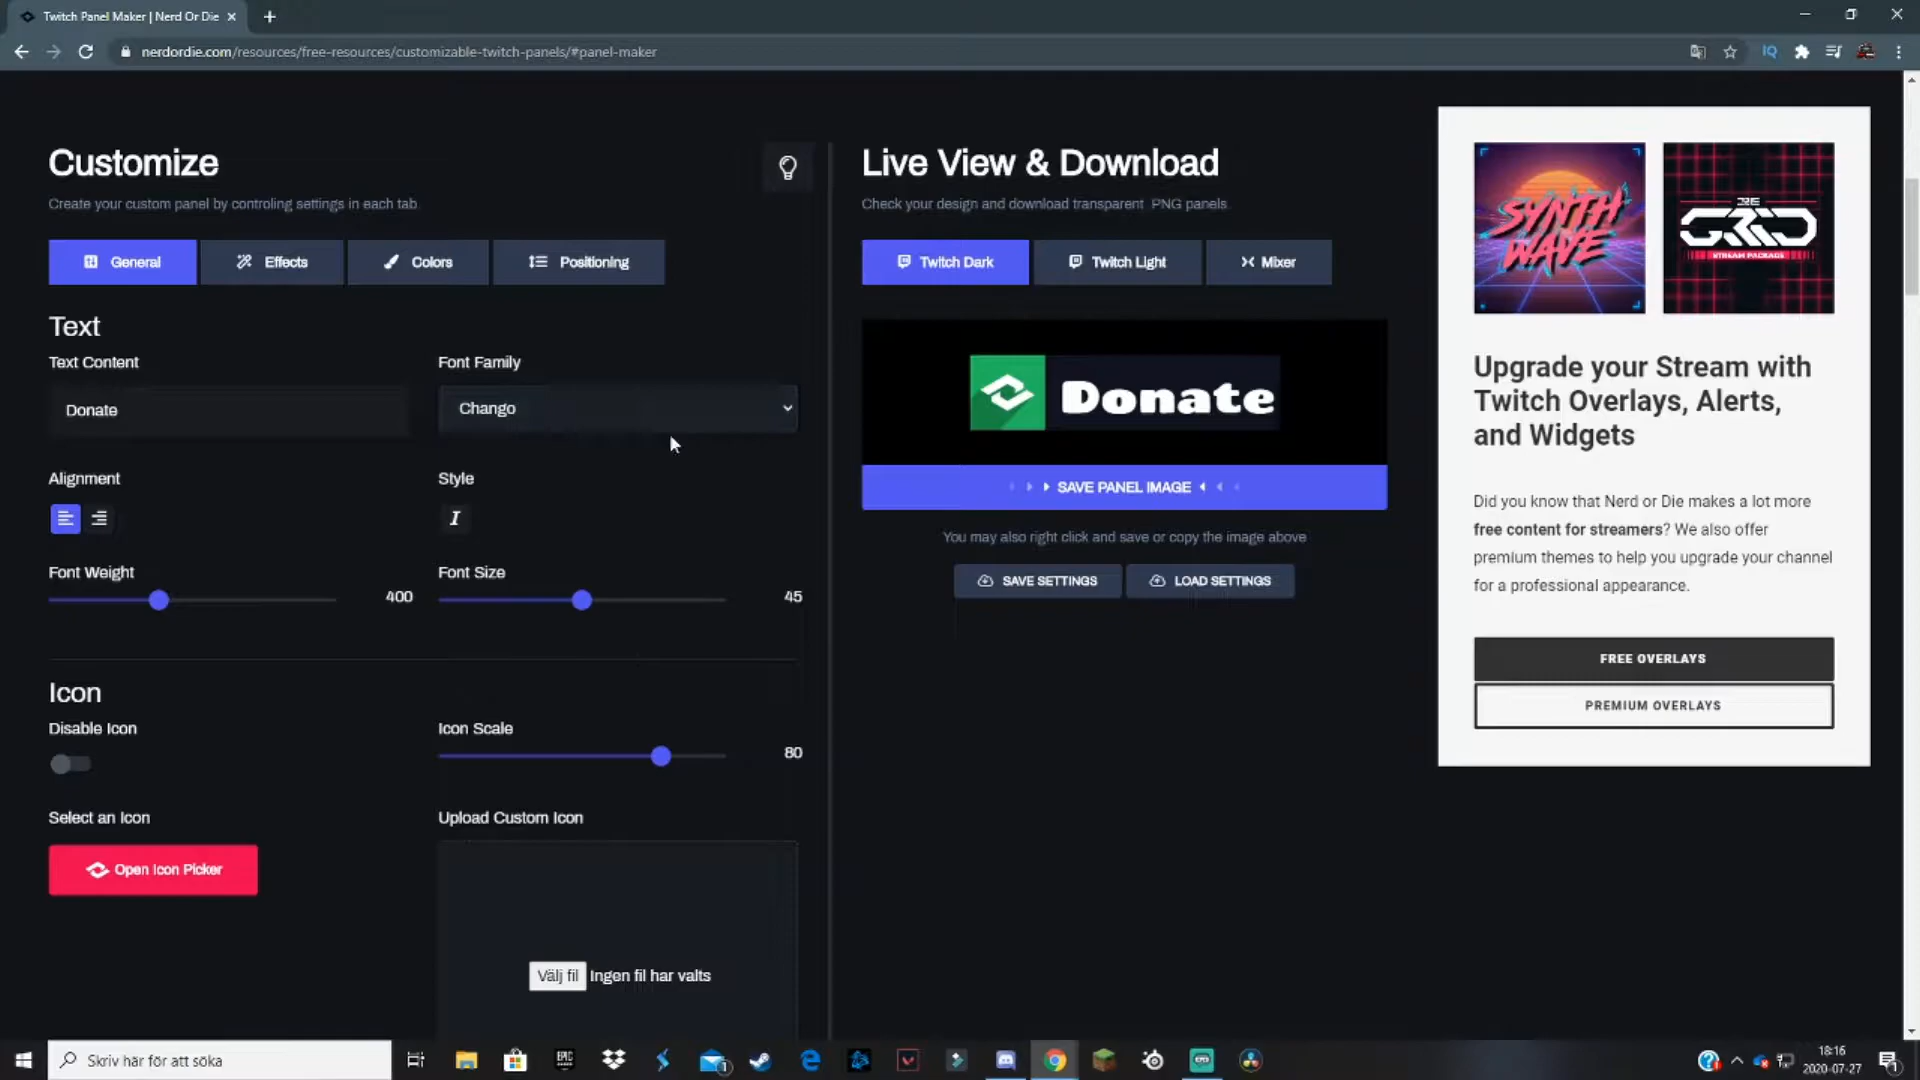 Twitch Panel Maker | Nerd Or Die
nerdordie.com/resources/free-resources/customizable-twitch-panels/#panel-maker
IQ
Customize
Create your custom panel by controling settings in each tab
General
Effects
Colors
Positioning
Text
Text Content
Font Family
Donate
Chango
Alignment
Style
I
Font Weight
400
Font Size
45
Icon
Disable Icon
Icon Scale
80
Select an Icon
Upload Custom Icon
Open Icon Picker
Välj fil Ingen fil har valts
Live View & Download
Check your design and download transparent PNG panels
Twitch Dark
Twitch Light
Mixer
Donate
SAVE PANEL IMAGE
You may also right click and save or copy the image above
SAVE SETTINGS
LOAD SETTINGS
SYNTH
WAVE
GRID
STREAM PACKAGE
Upgrade your Stream with
Twitch Overlays, Alerts,
and Widgets
Did you know that Nerd or Die makes a lot more
free content for streamers? We also offer
premium themes to help you upgrade your channel
for a professional appearance.
FREE OVERLAYS
PREMIUM OVERLAYS
Skriv här för att söka
EPIC
1
18:16
2020-07-27
1